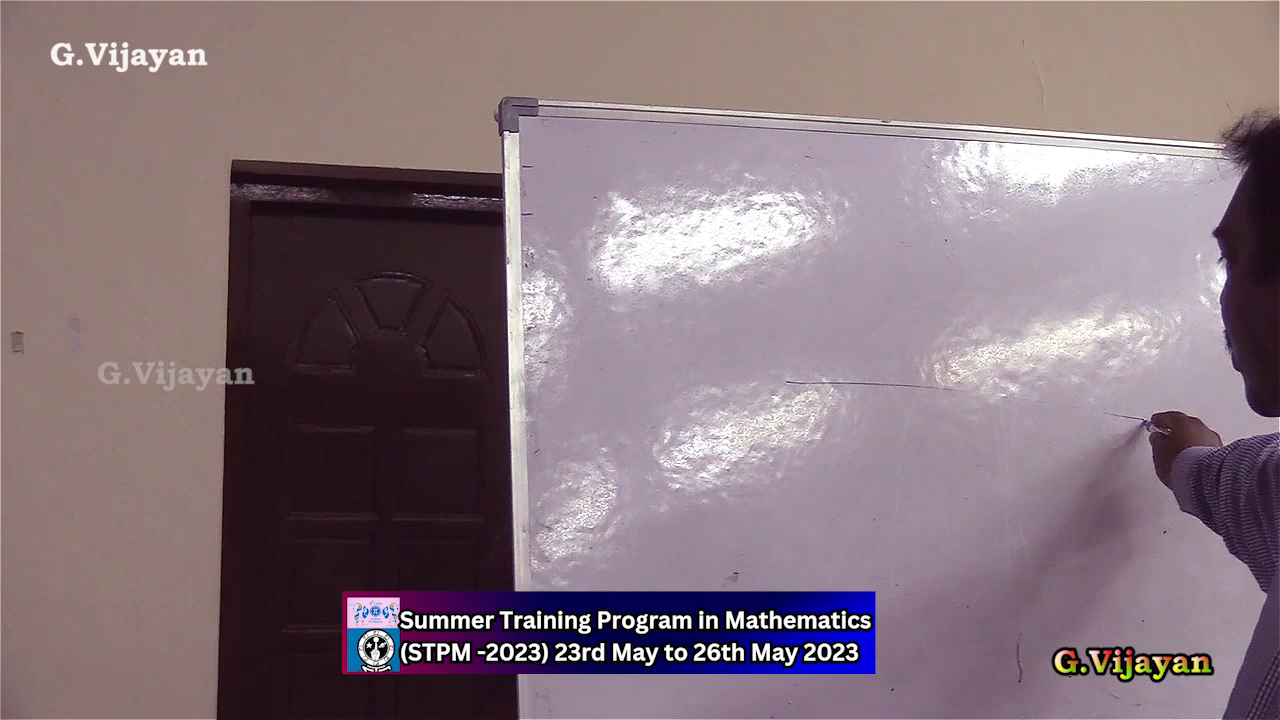 G.Vijayan
G.Vijayan
Summer Training Program in Mathematics
(STPM -2023) 23rd May to 26th May 2023
G.Vijayan